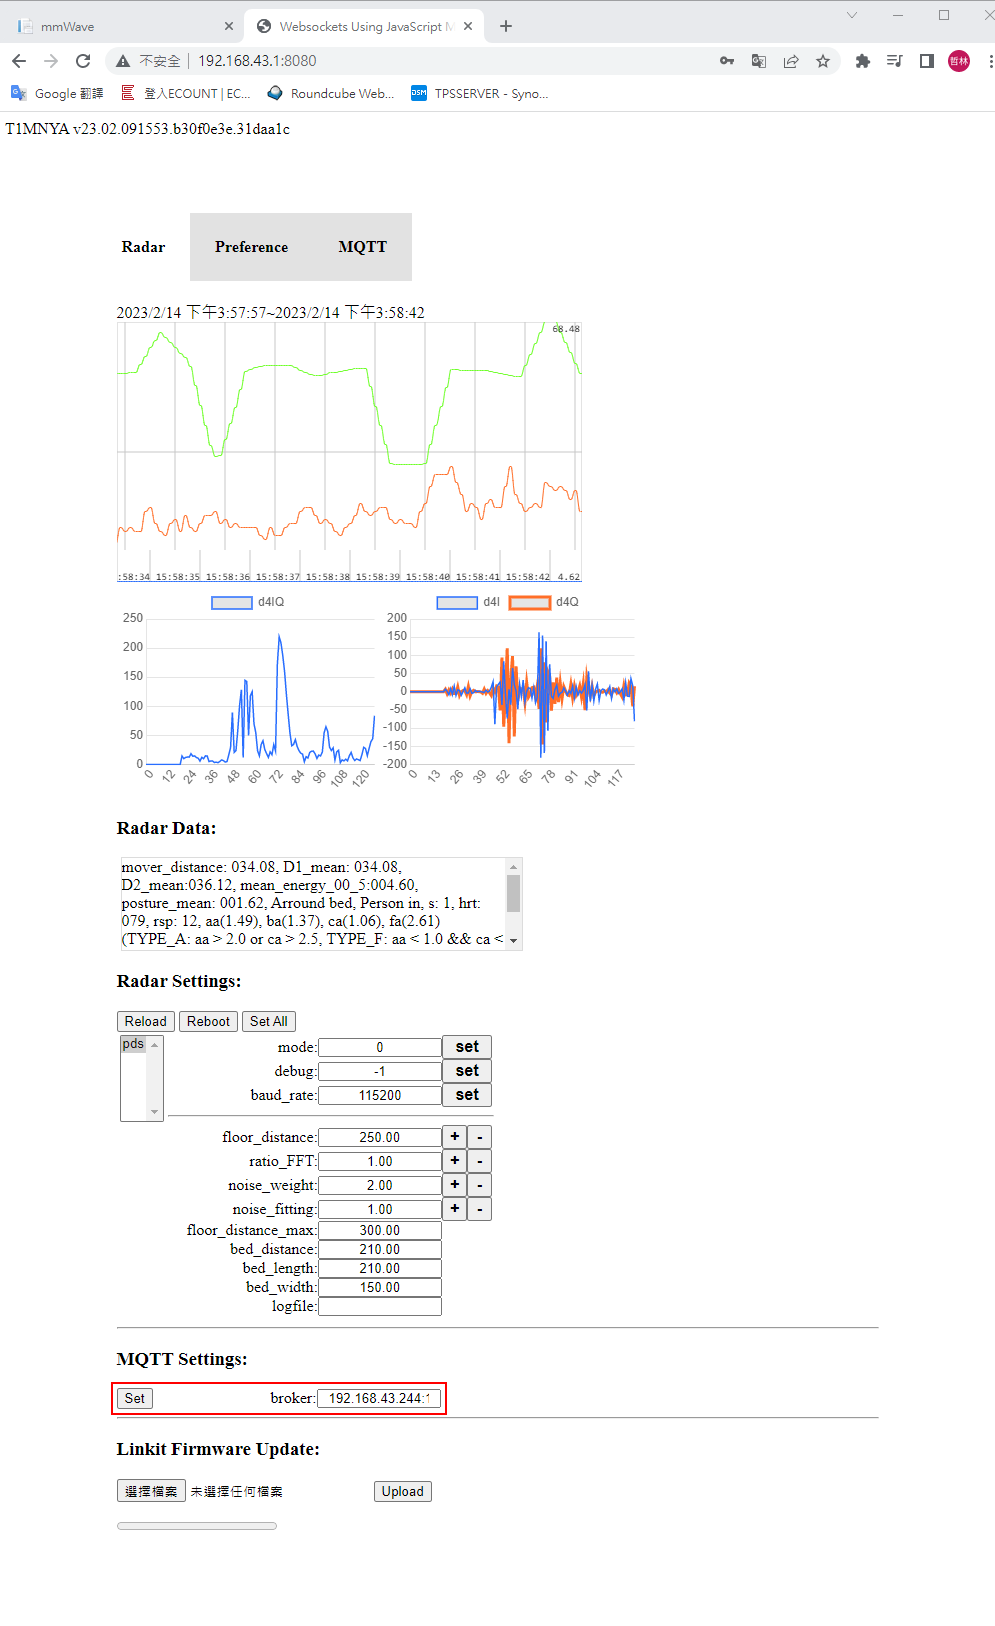 mmWave
Websockets Using JavaScript M
不安全 | 192.168.43.1:8080
哲林
Google 翻譯
登入ECOUNT | EC...
Roundcube Web...
TPSSERVER - Syno...
T1MNYA v23.02.091553.b30f0e3e.31daa1c
Radar Preference MQTT
2023/2/14 下午3:57:57~2023/2/14 下午3:58:42
68.48
:58:34 15:58:35 15:58:36 15:58:37 15:58:38 15:58:39 15:58:40 15:58:41 15:58:42 4.62
d4IQ
250
200
150
100
50
0
0 12 24 36 48 60 72 84 96 108 120
d4I d4Q
200
150
100
50
0
-50
-100
-150
-200
0 13 26 39 52 65 78 91 104 117
Radar Data:
mover_distance: 034.08, D1_mean: 034.08,
D2_mean:036.12, mean_energy_00_5:004.60,
posture_mean: 001.62, Arround bed, Person in, s: 1, hrt:
079, rsp: 12, aa(1.49), ba(1.37), ca(1.06), fa(2.61)
(TYPE_A: aa > 2.0 or ca > 2.5, TYPE_F: aa < 1.0 && ca <
Radar Settings:
Reload Reboot Set All
pds
mode: 0 set
debug: -1 set
baud_rate: 115200 set
floor_distance: 250.00 + -
ratio_FFT: 1.00 + -
noise_weight: 2.00 + -
noise_fitting: 1.00 + -
floor_distance_max: 300.00
bed_distance: 210.00
bed_length: 210.00
bed_width: 150.00
logfile:
MQTT Settings:
Set broker: 192.168.43.244:1
Linkit Firmware Update:
選擇檔案 未選擇任何檔案 Upload